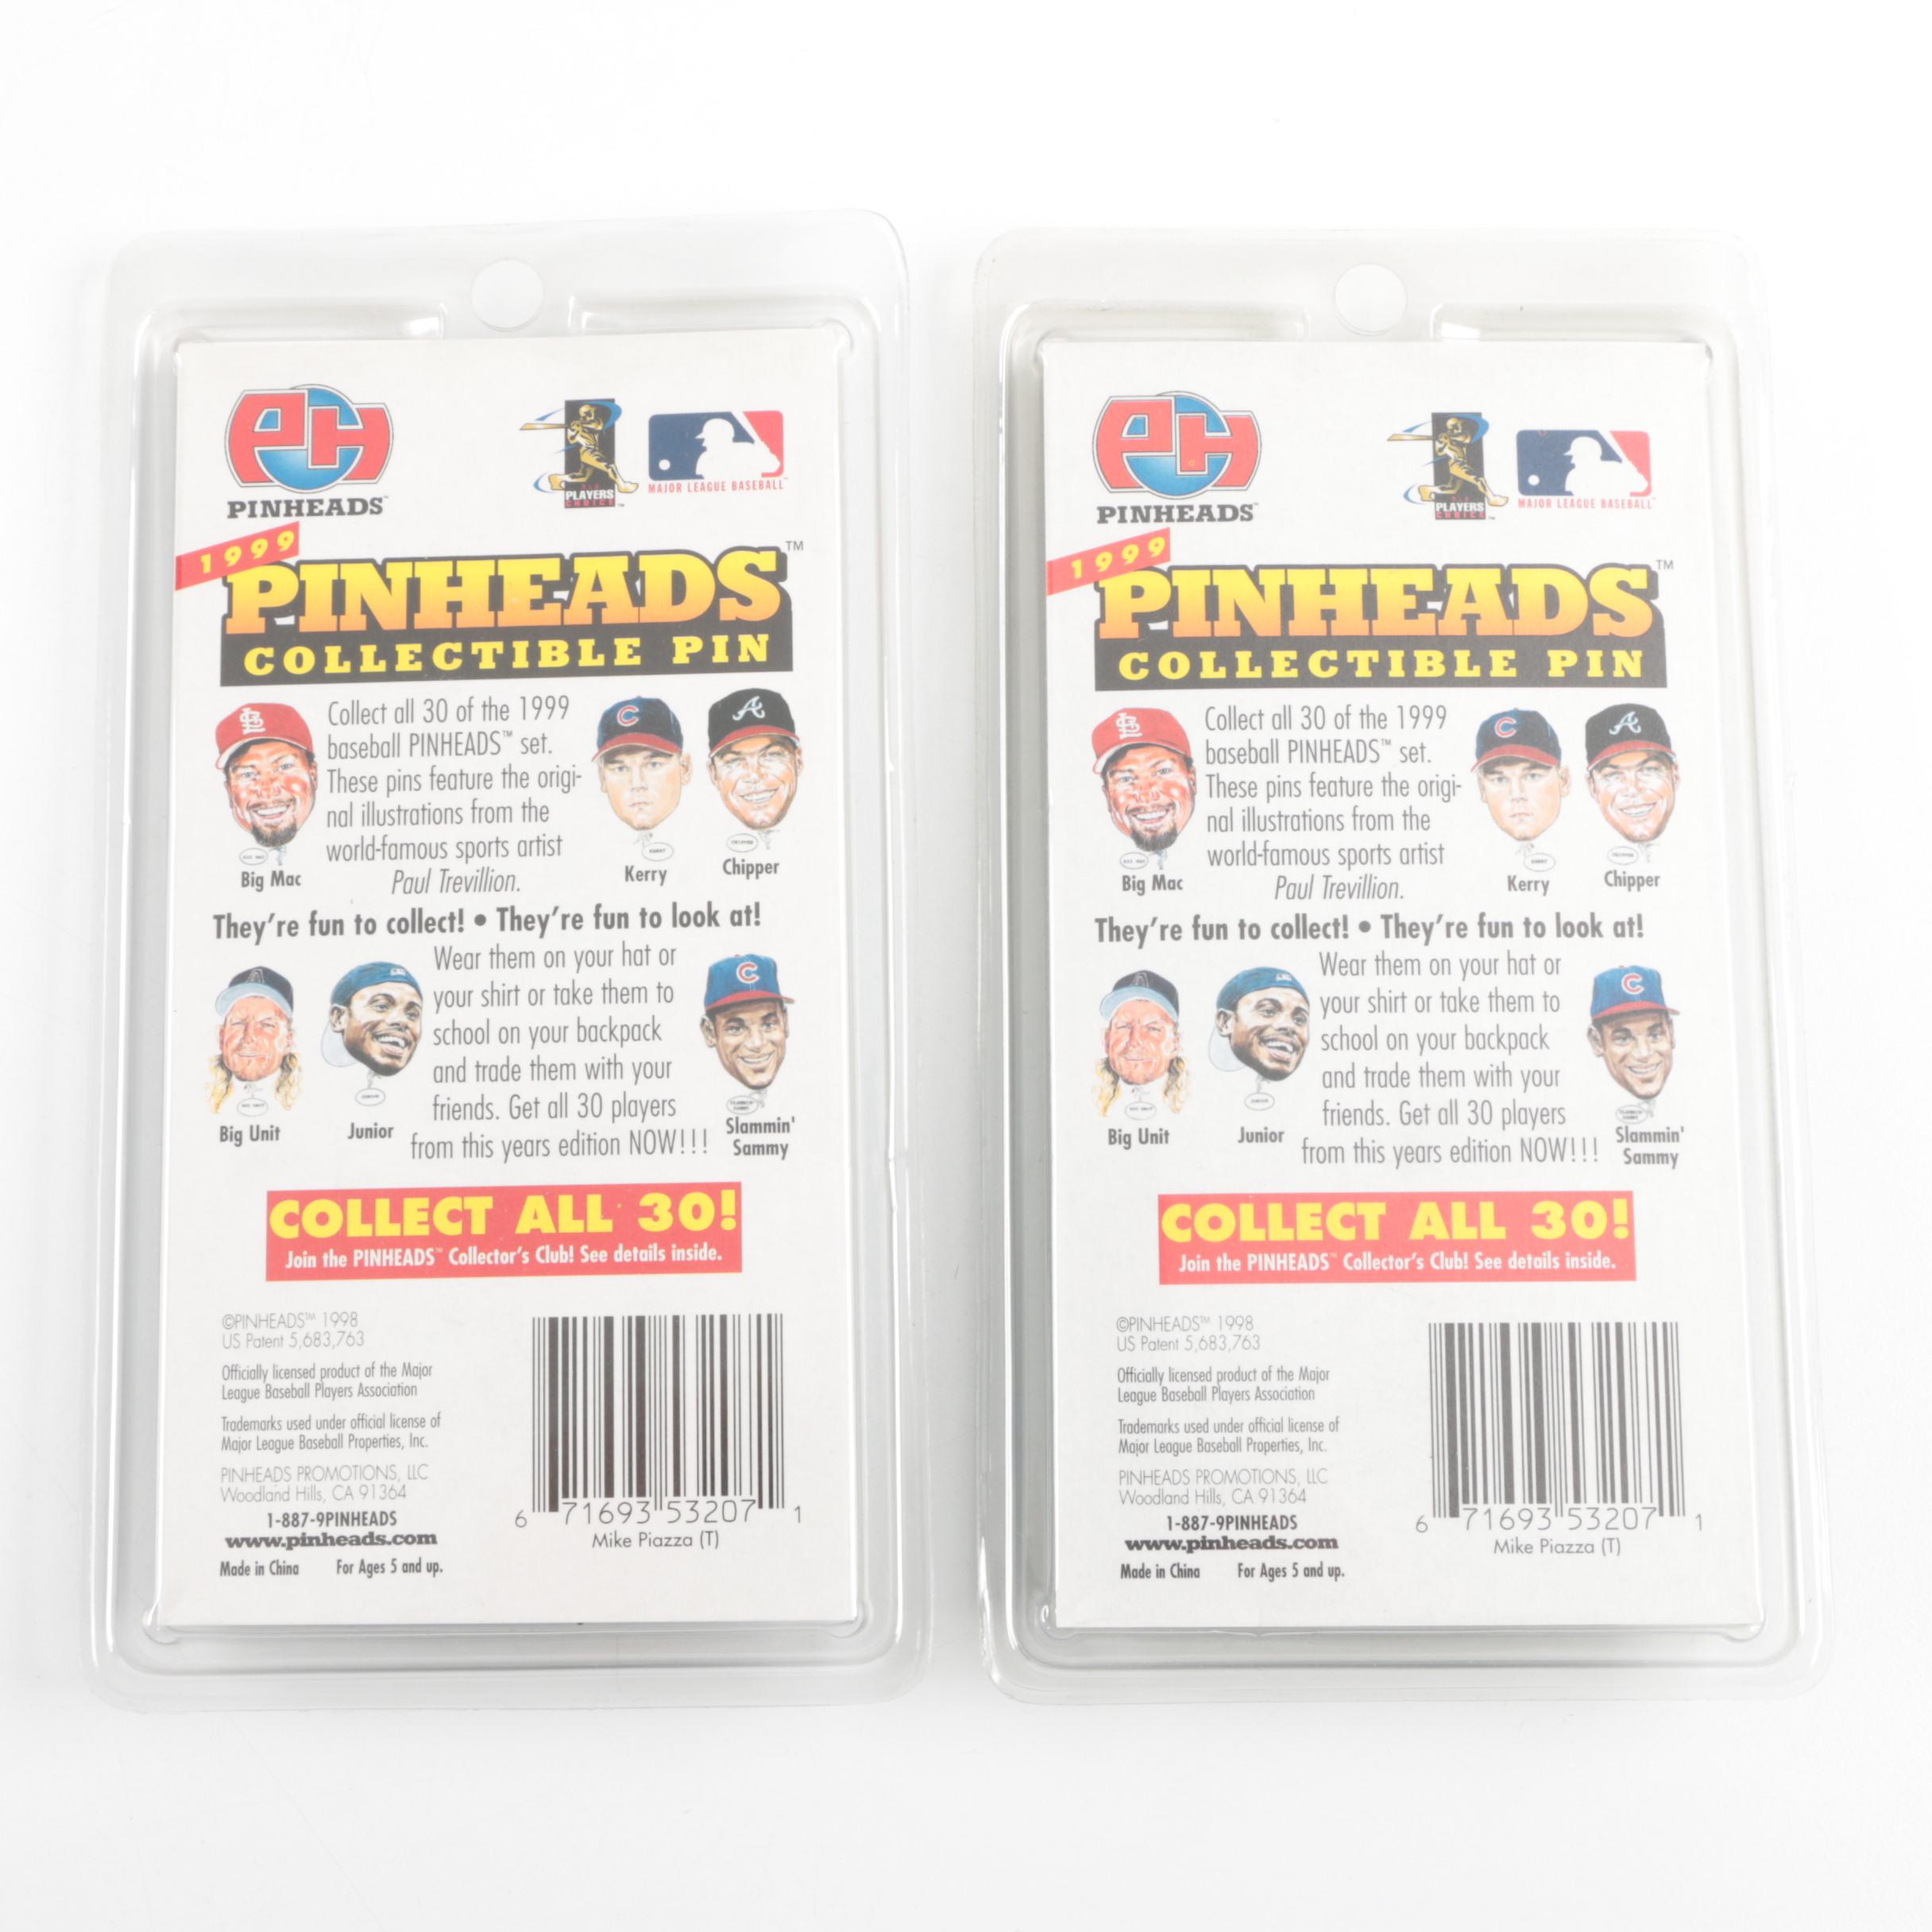 PINHEADS™
PLAYERS
CHOICE™
MAJOR LEAGUE BASEBALL™
1999
PINHEADS™
COLLECTIBLE PIN
Collect all 30 of the 1999
baseball PINHEADS™ set.
These pins feature the origi-
nal illustrations from the
world-famous sports artist
Paul Trevillion.
Big Mac
Kerry
Chipper
They're fun to collect! • They're fun to look at!
Wear them on your hat or
your shirt or take them to
school on your backpack
and trade them with your
friends. Get all 30 players
from this years edition NOW!!!
Big Unit
Junior
Slammin'
Sammy
COLLECT ALL 30!
Join the PINHEADS™ Collector's Club! See details inside.
©PINHEADS™ 1998
US Patent 5,683,763
Officially licensed product of the Major
League Baseball Players Association
Trademarks used under official license of
Major League Baseball Properties, Inc.
PINHEADS PROMOTIONS, LLC
Woodland Hills, CA 91364
1-887-9PINHEADS
www.pinheads.com
Made in China For Ages 5 and up.
6 71693 53207 1
Mike Piazza (T)
PINHEADS™
PLAYERS
CHOICE™
MAJOR LEAGUE BASEBALL™
1999
PINHEADS™
COLLECTIBLE PIN
Collect all 30 of the 1999
baseball PINHEADS™ set.
These pins feature the origi-
nal illustrations from the
world-famous sports artist
Paul Trevillion.
Big Mac
Kerry
Chipper
They're fun to collect! • They're fun to look at!
Wear them on your hat or
your shirt or take them to
school on your backpack
and trade them with your
friends. Get all 30 players
from this years edition NOW!!!
Big Unit
Junior
Slammin'
Sammy
COLLECT ALL 30!
Join the PINHEADS™ Collector's Club! See details inside.
©PINHEADS™ 1998
US Patent 5,683,763
Officially licensed product of the Major
League Baseball Players Association
Trademarks used under official license of
Major League Baseball Properties, Inc.
PINHEADS PROMOTIONS, LLC
Woodland Hills, CA 91364
1-887-9PINHEADS
www.pinheads.com
Made in China For Ages 5 and up.
6 71693 53207 1
Mike Piazza (T)